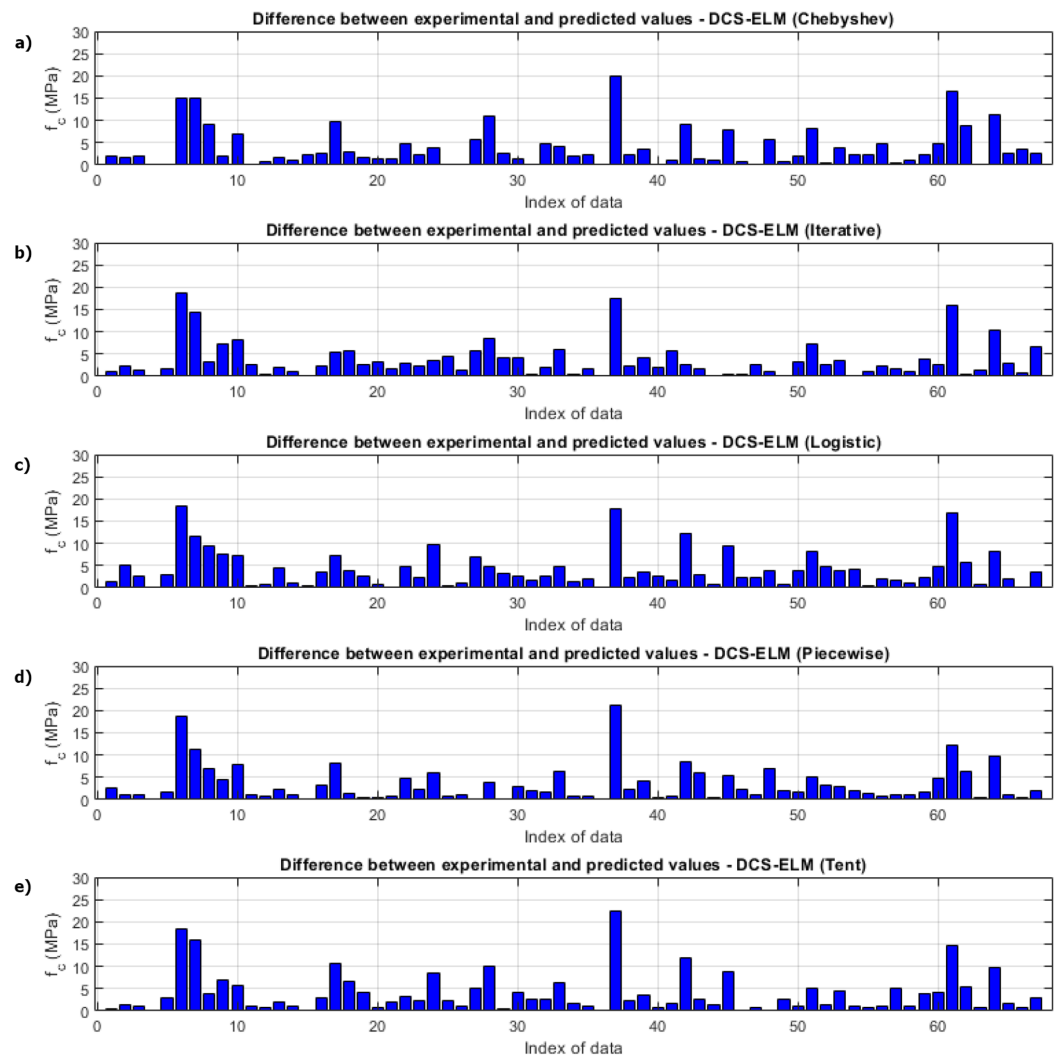 Difference between experimental and predicted values - DCS-ELM (Chebyshev)
a)
30
25
20
15
10
5
0
f_c (MPa)
0 10 20 30 40 50 60
Index of data
Difference between experimental and predicted values - DCS-ELM (Iterative)
b)
30
25
20
15
10
5
0
f_c (MPa)
0 10 20 30 40 50 60
Index of data
Difference between experimental and predicted values - DCS-ELM (Logistic)
c)
30
25
20
15
10
5
0
f_c (MPa)
0 10 20 30 40 50 60
Index of data
Difference between experimental and predicted values - DCS-ELM (Piecewise)
d)
30
25
20
15
10
5
0
f_c (MPa)
0 10 20 30 40 50 60
Index of data
Difference between experimental and predicted values - DCS-ELM (Tent)
e)
30
25
20
15
10
5
0
f_c (MPa)
0 10 20 30 40 50 60
Index of data